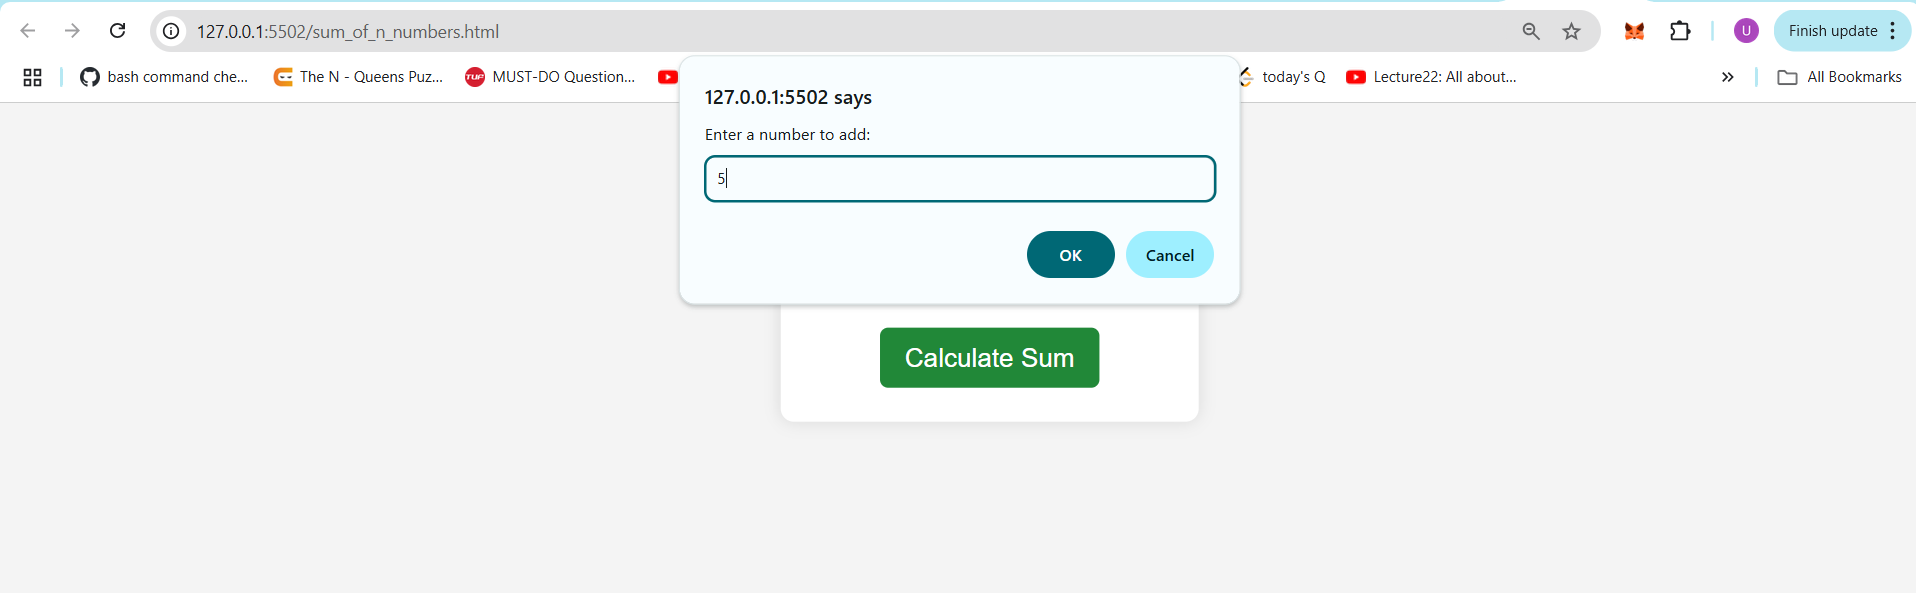 127.0.0.1:5502/sum_of_n_numbers.html
U
Finish update
bash command che...
The N - Queens Puz...
TUF
MUST-DO Question...
today's Q
Lecture22: All about...
»
All Bookmarks
127.0.0.1:5502 says
Enter a number to add:
5
OK
Cancel
Calculate Sum